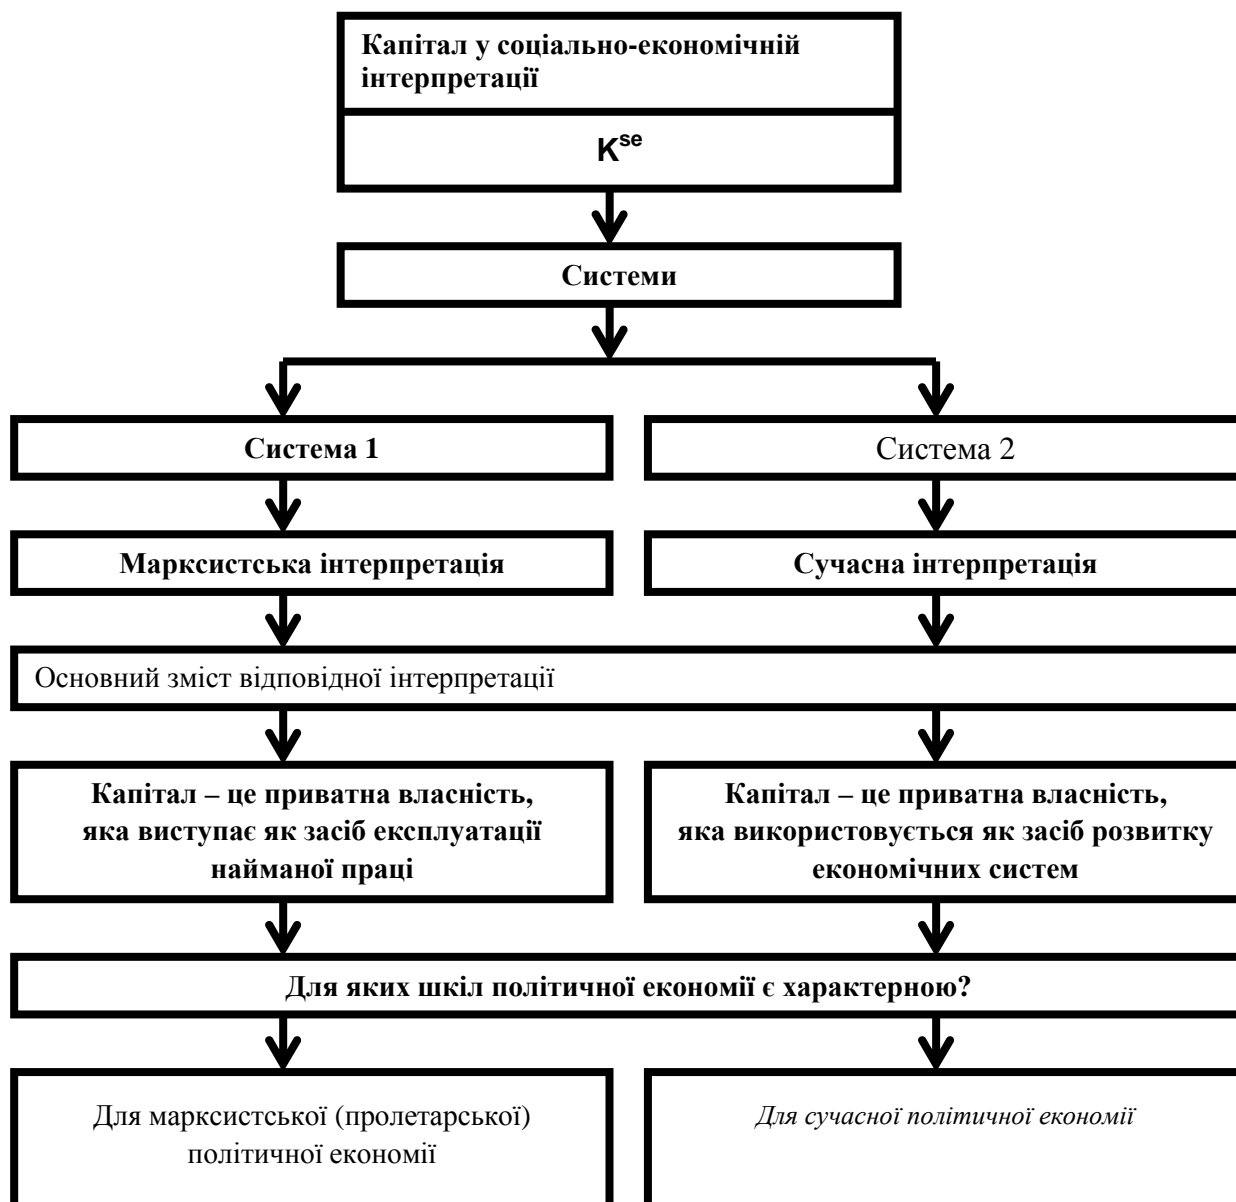 Капітал у соціально-економічній
інтерпретації
K^se
Системи
Система 1
Система 2
Марксистська інтерпретація
Сучасна інтерпретація
Основний зміст відповідної інтерпретації
Капітал – це приватна власність,
яка виступає як засіб експлуатації
найманої праці
Капітал – це приватна власність,
яка використовується як засіб розвитку
економічних систем
Для яких шкіл політичної економії є характерною?
Для марксистської (пролетарської)
політичної економії
Для сучасної політичної економії